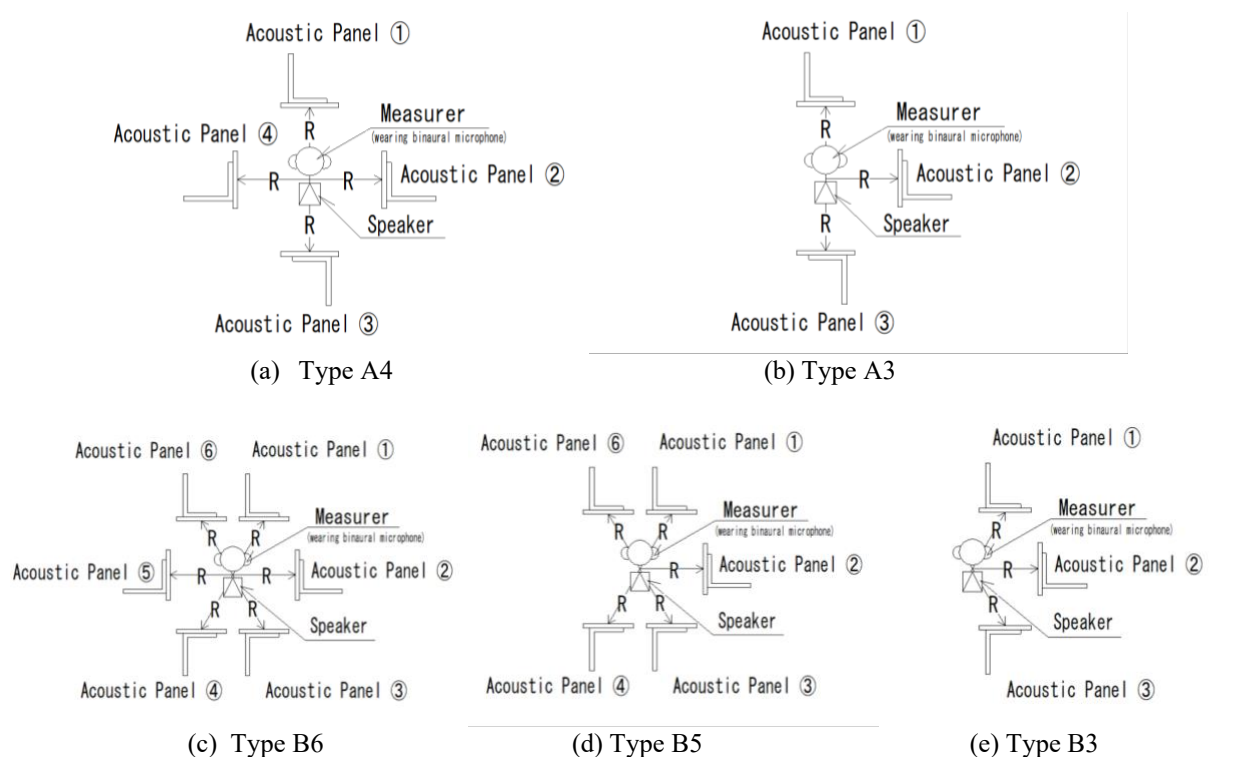 Acoustic Panel ①
Acoustic Panel ④
R
Measurer
(wearing binaural microphone)
R
R
Acoustic Panel ②
R
Speaker
Acoustic Panel ③
(a) Type A4
Acoustic Panel ①
R
Measurer
(wearing binaural microphone)
R
Acoustic Panel ②
R
Speaker
Acoustic Panel ③
(b) Type A3
Acoustic Panel ⑥
Acoustic Panel ①
R
R
Measurer
(wearing binaural microphone)
Acoustic Panel ⑤
R
R
Acoustic Panel ②
R
R
Speaker
Acoustic Panel ④
Acoustic Panel ③
(c) Type B6
Acoustic Panel ⑥
Acoustic Panel ①
R
R
Measurer
(wearing binaural microphone)
R
Acoustic Panel ②
R
R
Speaker
Acoustic Panel ④
Acoustic Panel ③
(d) Type B5
Acoustic Panel ①
R
Measurer
(wearing binaural microphone)
R
Acoustic Panel ②
R
Speaker
Acoustic Panel ③
(e) Type B3